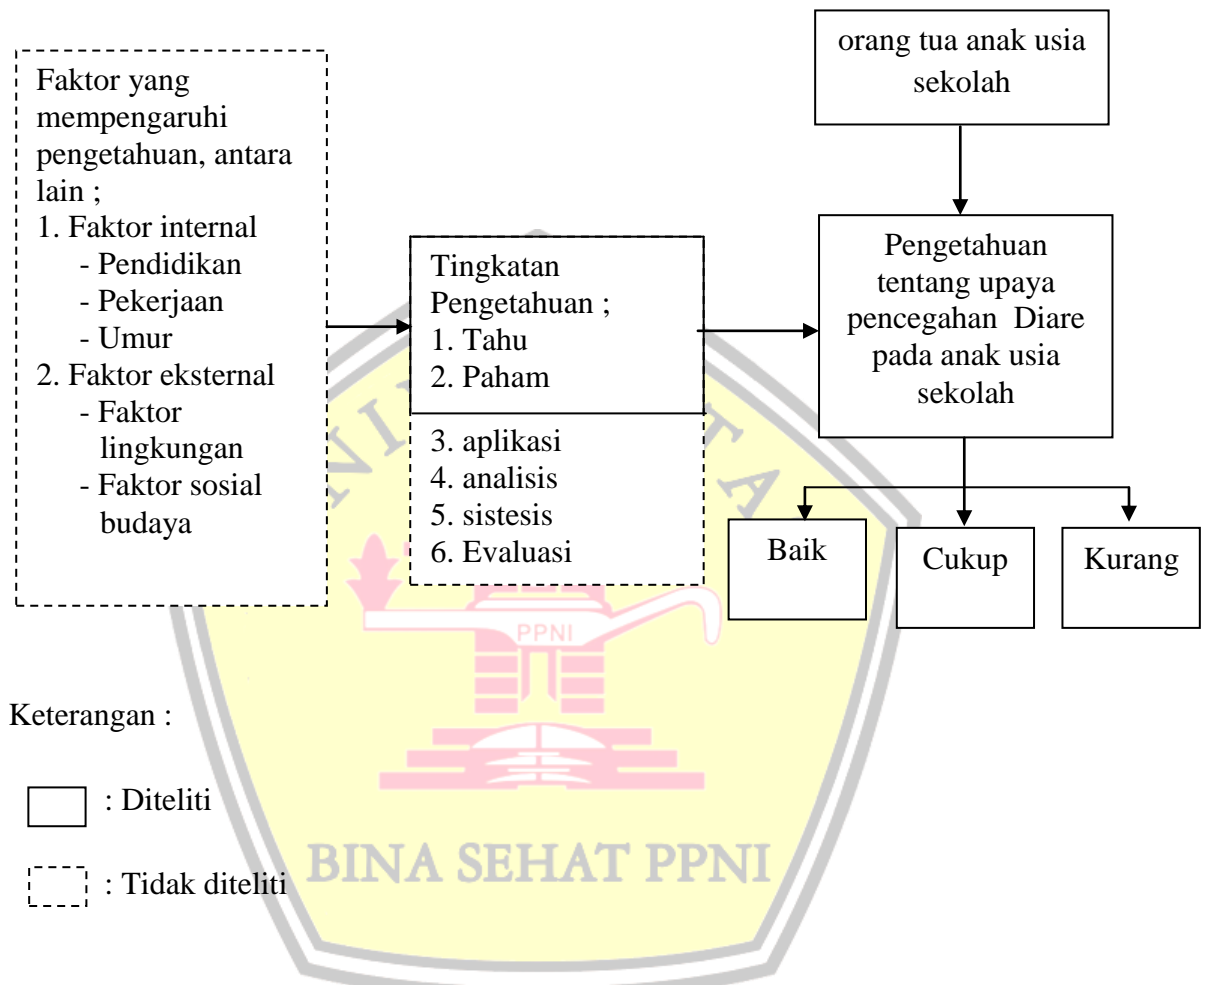 orang tua anak usia
sekolah
Faktor yang
mempengaruhi
pengetahuan, antara
lain ;
1. Faktor internal
- Pendidikan
- Pekerjaan
- Umur
2. Faktor eksternal
- Faktor
lingkungan
- Faktor sosial
budaya
Tingkatan
Pengetahuan ;
1. Tahu
2. Paham
3. aplikasi
4. analisis
5. sistesis
6. Evaluasi
Pengetahuan
tentang upaya
pencegahan Diare
pada anak usia
sekolah
Baik
Cukup
Kurang
PPNI
Keterangan :
: Diteliti
: Tidak diteliti
BINA SEHAT PPNI